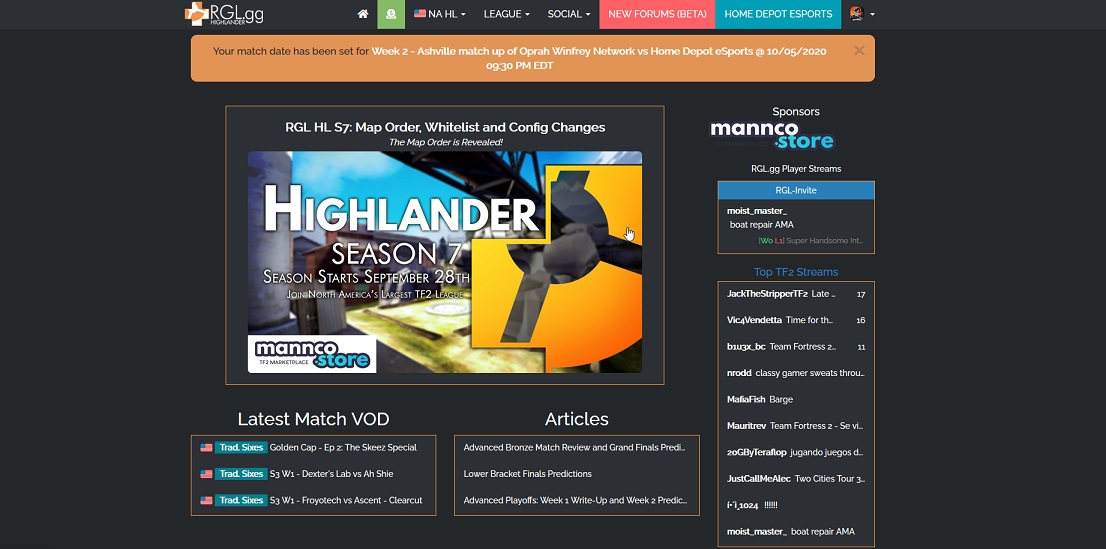 RGL.gg
HIGHLANDER
NA HL
LEAGUE
SOCIAL
NEW FORUMS (BETA)
HOME DEPOT ESPORTS
Your match date has been set for Week 2 - Ashville match up of Oprah Winfrey Network vs Home Depot eSports @ 10/05/2020
09:30 PM EDT
RGL HL S7: Map Order, Whitelist and Config Changes
The Map Order is Revealed!
HIGHLANDER
SEASON 7
SEASON STARTS SEPTEMBER 28TH
JOIN NORTH AMERICA'S LARGEST TF2 LEAGUE
mannco
TF2 MARKETPLACE store
Latest Match VOD
Trad. Sixes Golden Cap - Ep 2: The Skeez Special
Trad. Sixes S3 W1 - Dexter's Lab vs Ah Shie
Trad. Sixes S3 W1 - Froyotech vs Ascent - Clearcut
Articles
Advanced Bronze Match Review and Grand Finals Predi...
Lower Bracket Finals Predictions
Advanced Playoffs: Week 1 Write-Up and Week 2 Predic...
Sponsors
mannco
store
RGL.gg Player Streams
RGL-Invite
moist_master_
boat repair AMA
[W0 L1] Super Handsome Int...
Top TF2 Streams
JackTheStripperTF2 Late ... 17
Vic4Vendetta Time for th... 16
b1u3x_bc Team Fortress 2... 11
nrodd classy gamer sweats throu...
MafiaFish Barge
Mauritrev Team Fortress 2 - Se vi...
20GByTeraflop jugando juegos d...
JustCallMeAlec Two Cities Tour 3...
1024 !!!!!!
moist_master_ boat repair AMA